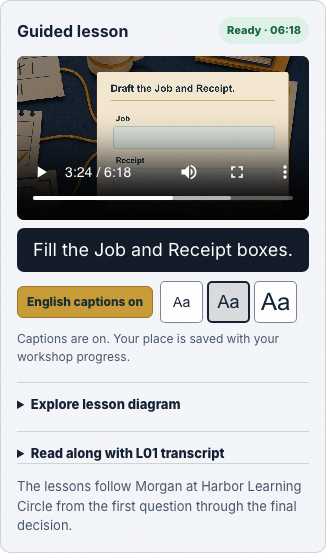 Guided lesson
Ready · 06:18
Draft the Job and Receipt.
Job
Receipt
3:24 / 6:18
Fill the Job and Receipt boxes.
English captions on
Aa
Aa
Aa
Captions are on. Your place is saved with your
workshop progress.
Explore lesson diagram
Read along with L01 transcript
The lessons follow Morgan at Harbor Learning
Circle from the first question through the final
decision.